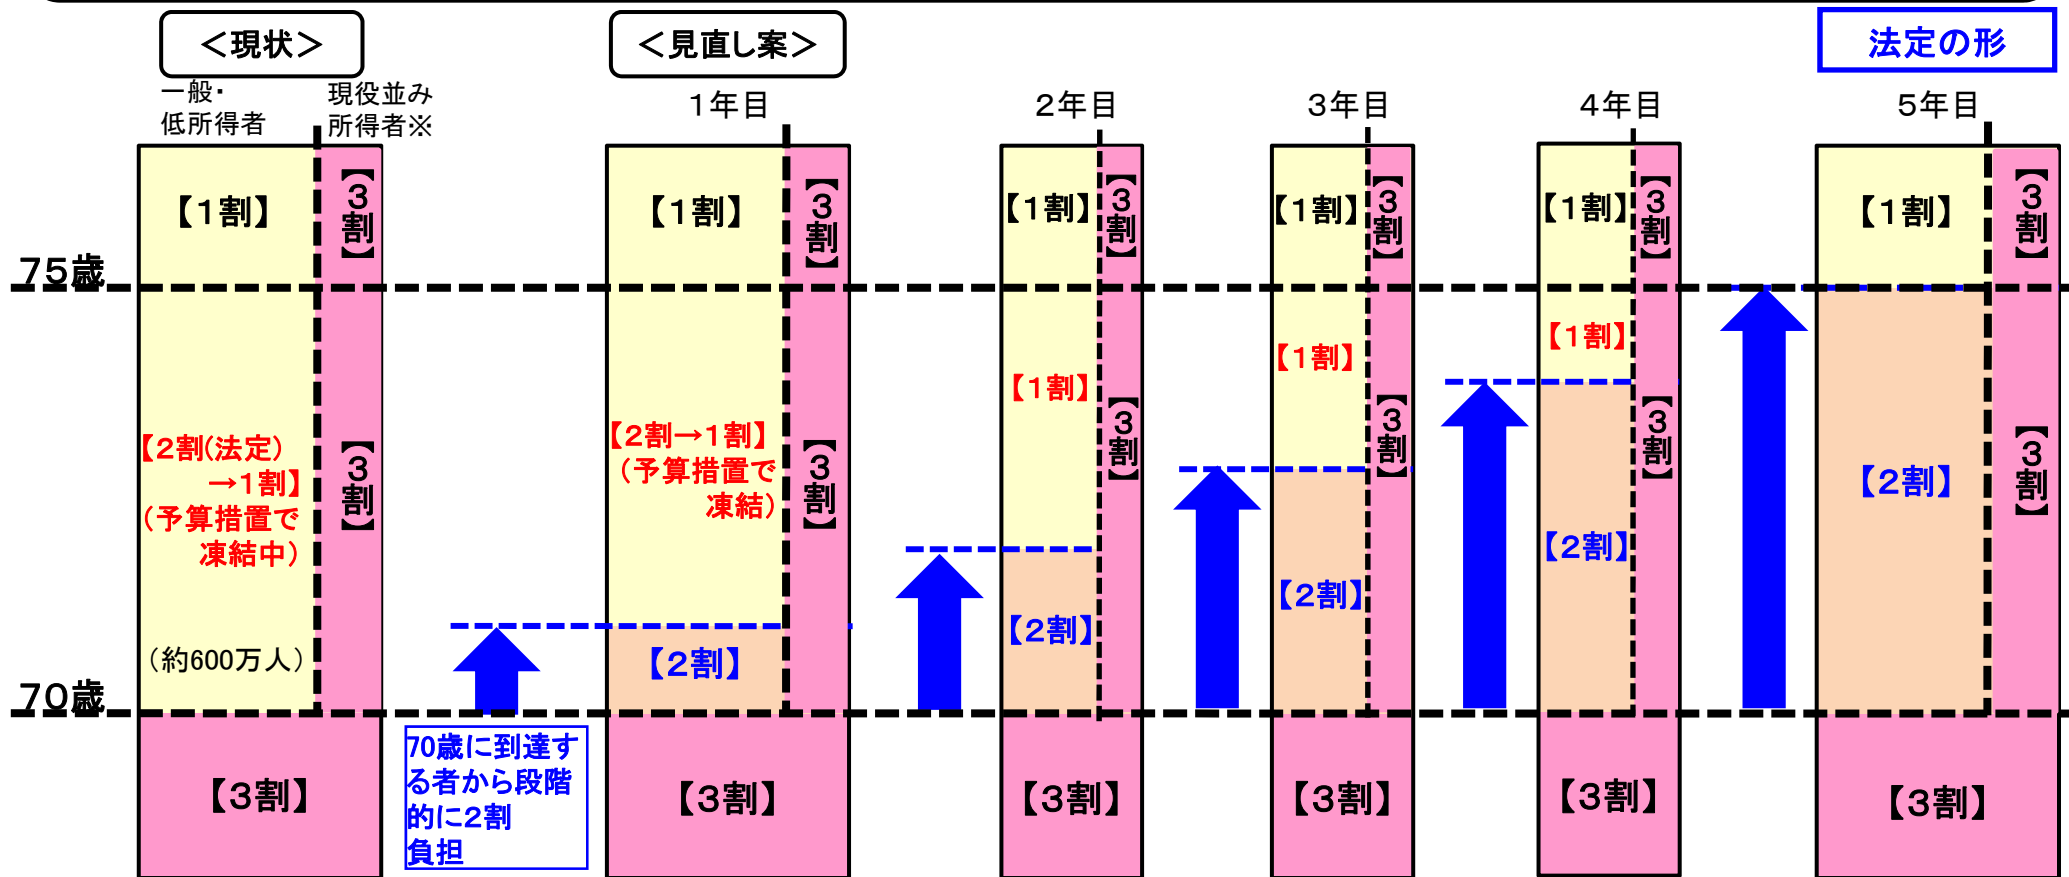 ＜現状＞
＜見直し案＞
法定の形
一般・
低所得者
現役並み
所得者※
1年目
2年目
3年目
4年目
5年目
【1割】
【3割】
【1割】
【3割】
【1割】
【3割】
【1割】
【3割】
【1割】
【3割】
【1割】
【3割】
75歳
【2割(法定)
→1割】
(予算措置で
凍結中)
(約600万人)
【3割】
【2割→1割】
(予算措置で
凍結)
【3割】
【2割】
【1割】
【3割】
【2割】
【1割】
【3割】
【2割】
【1割】
【3割】
【2割】
【2割】
【3割】
70歳
70歳に到達す
る者から段階
的に2割
負担
【3割】
【3割】
【3割】
【3割】
【3割】
【3割】